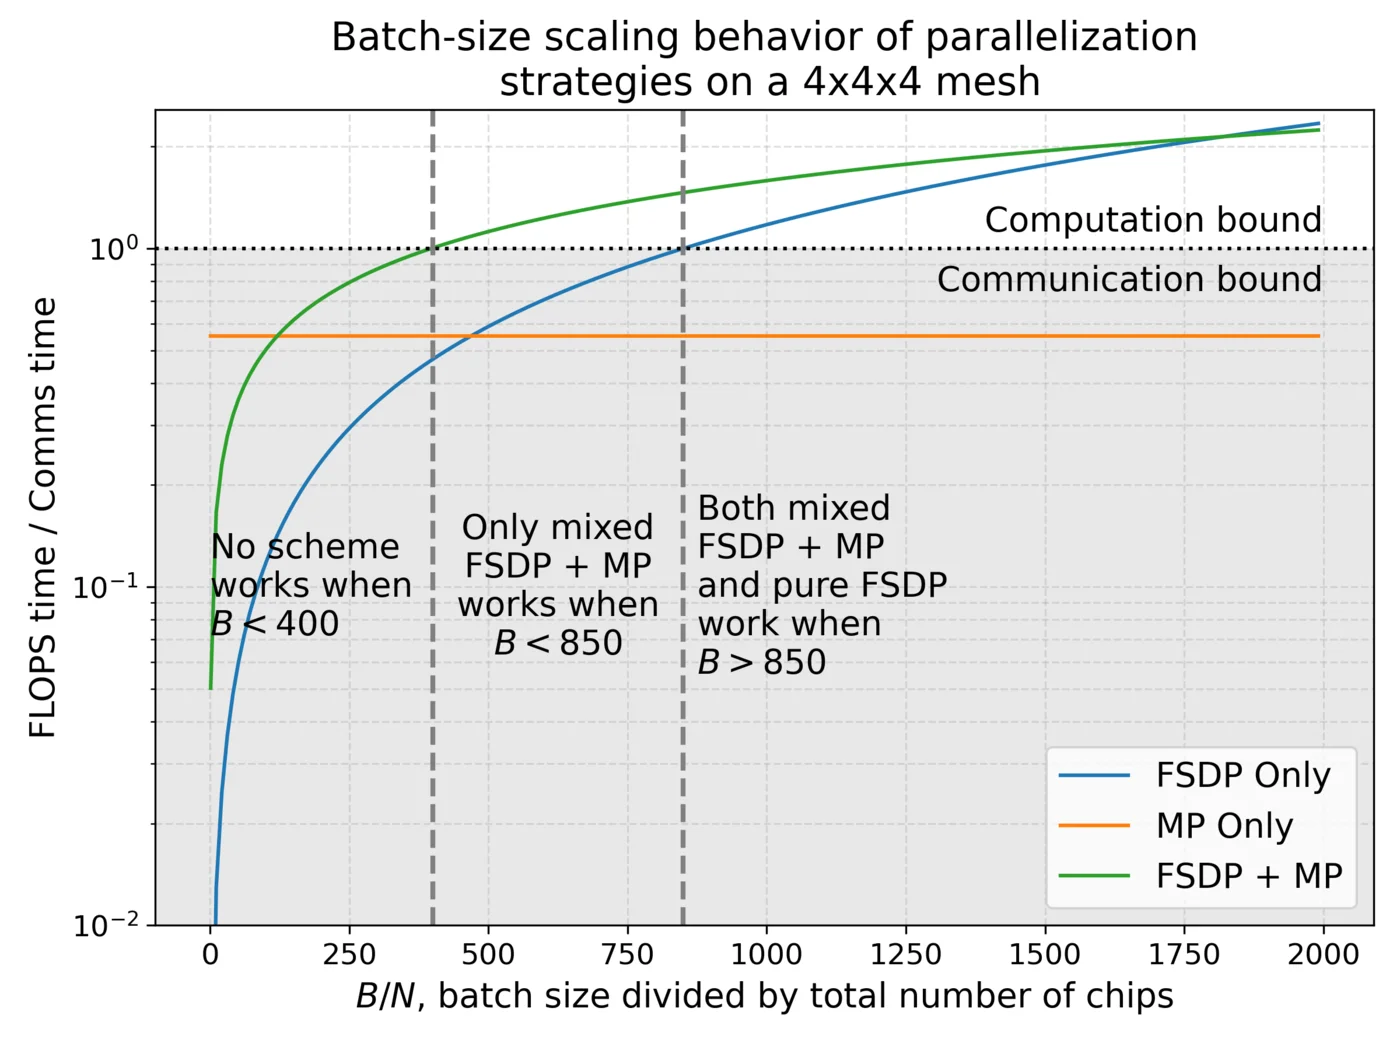 Batch-size scaling behavior of parallelization
strategies on a 4x4x4 mesh
FLOPS time / Comms time
10⁰
10⁻¹
10⁻²
Computation bound
Communication bound
No scheme
works when
B < 400
Only mixed
FSDP + MP
works when
B < 850
Both mixed
FSDP + MP
and pure FSDP
work when
B > 850
FSDP Only
MP Only
FSDP + MP
0 250 500 750 1000 1250 1500 1750 2000
B/N, batch size divided by total number of chips